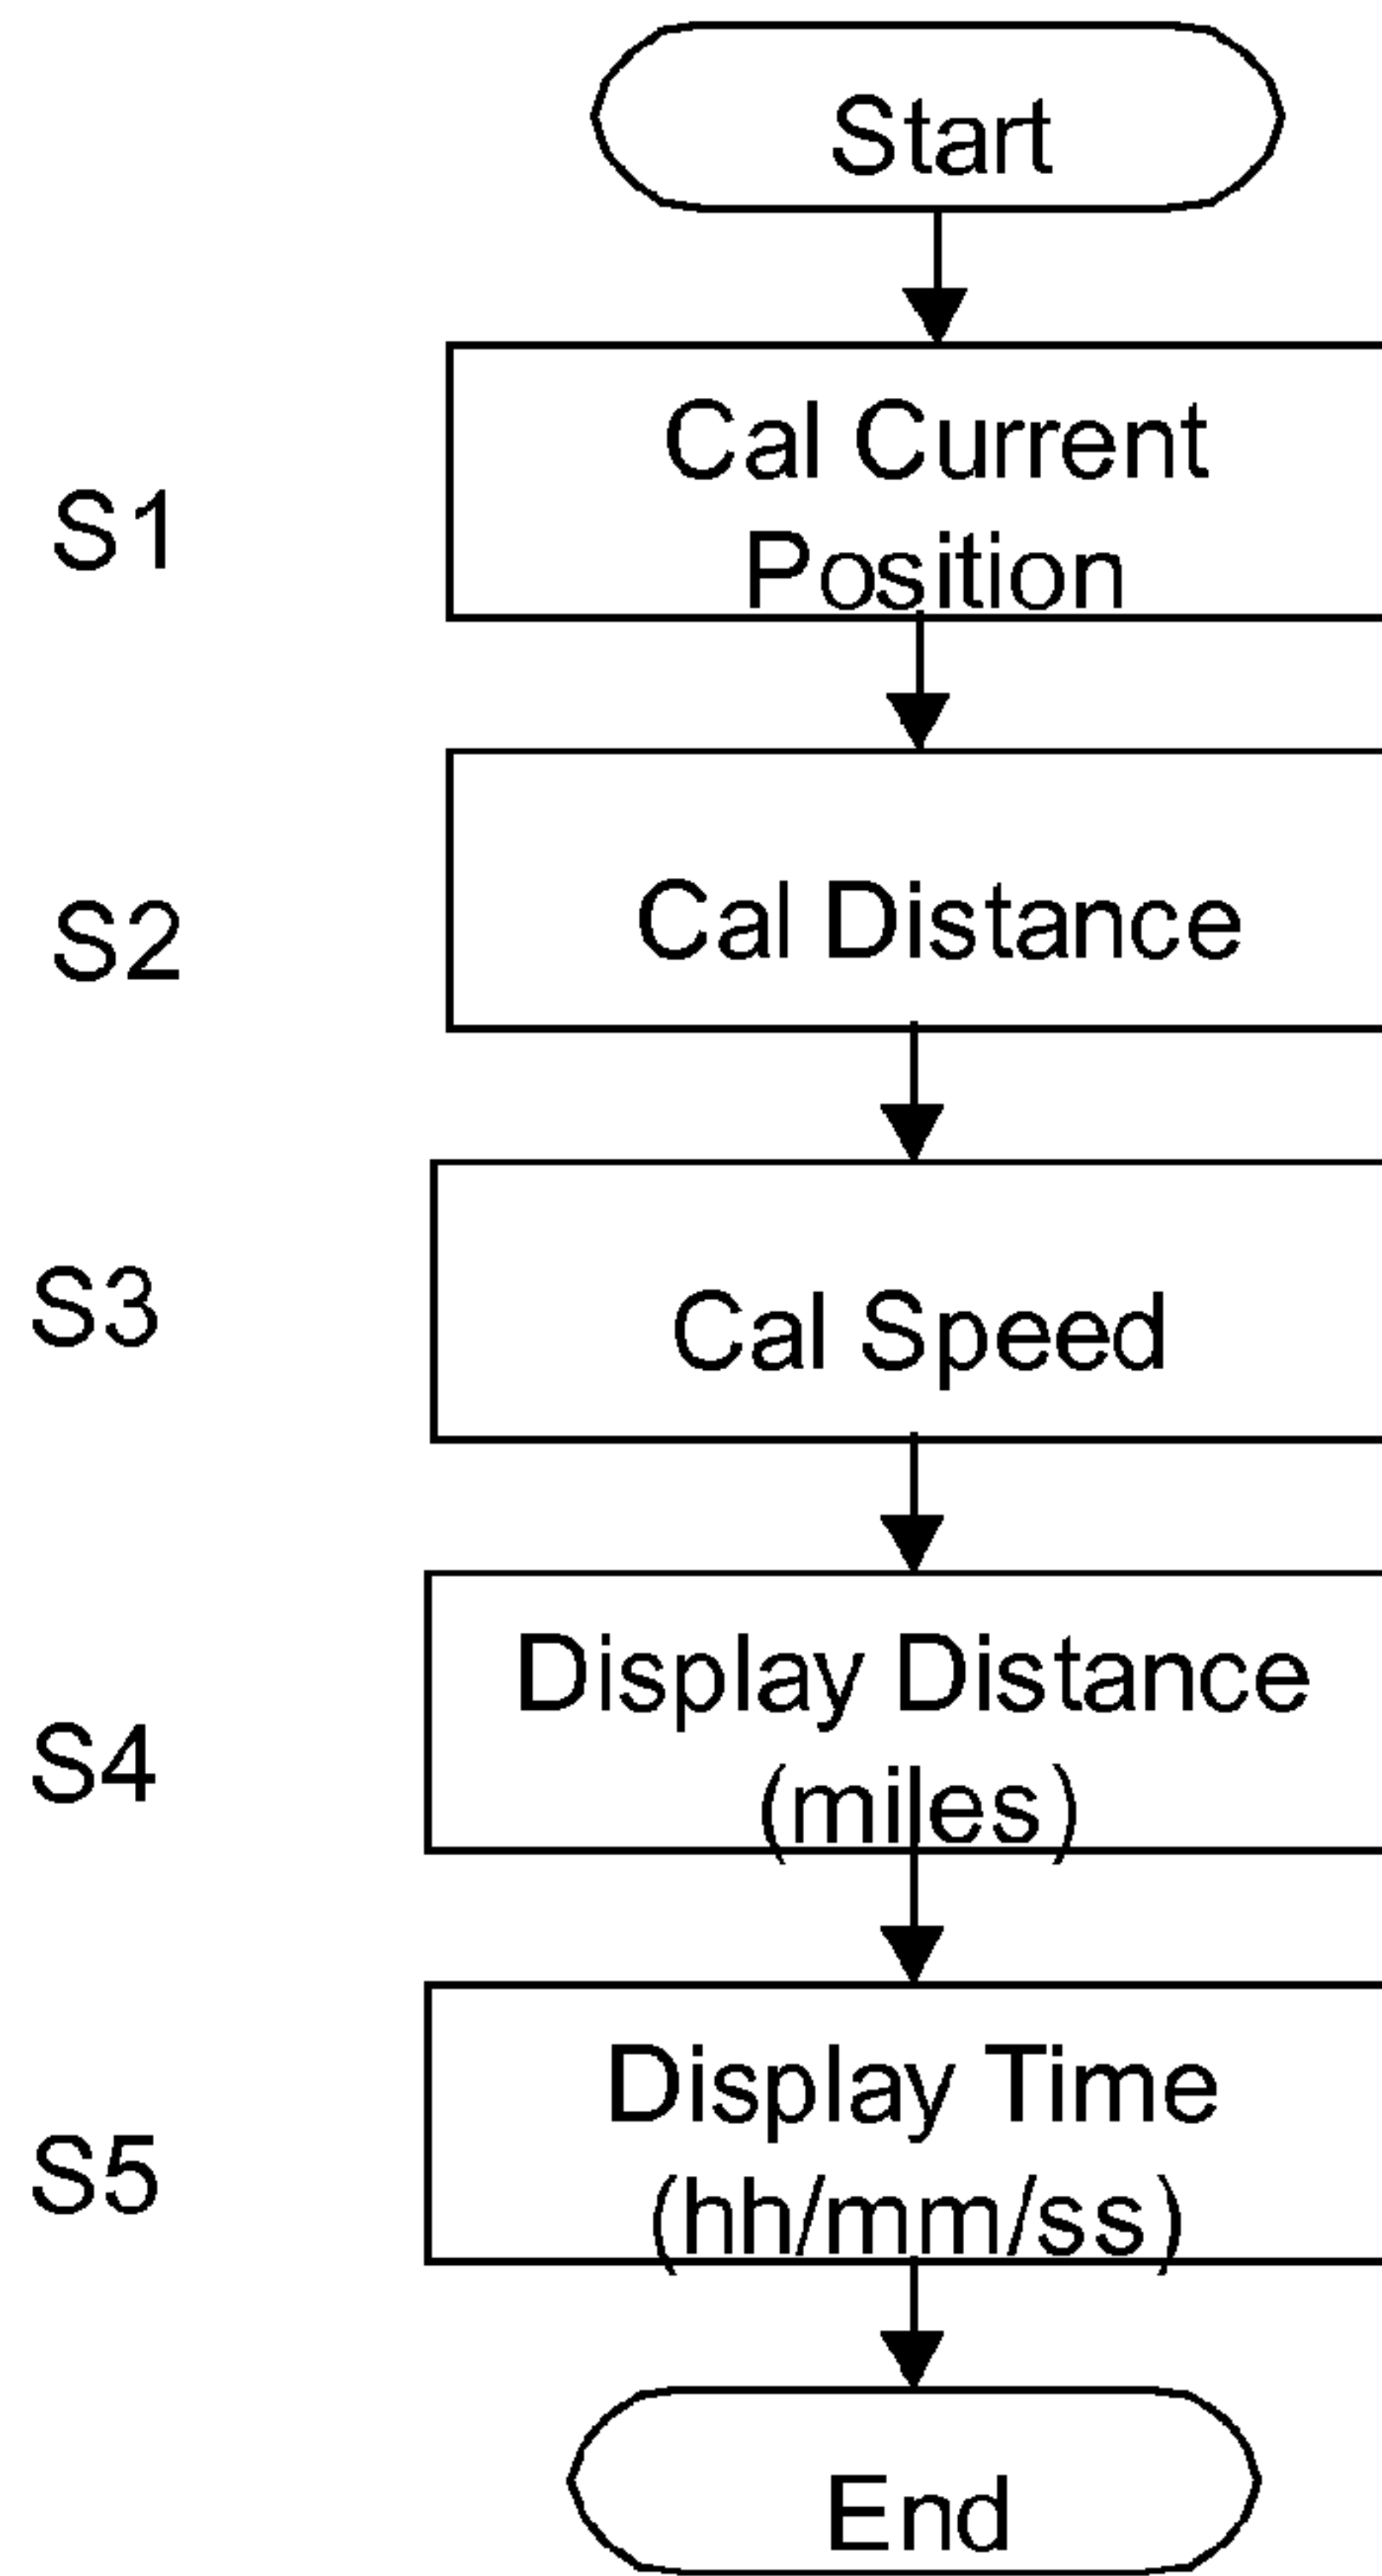 Start
S1
Cal Current
Position
S2
Cal Distance
S3
Cal Speed
S4
Display Distance
(miles)
S5
Display Time
(hh/mm/ss)
End